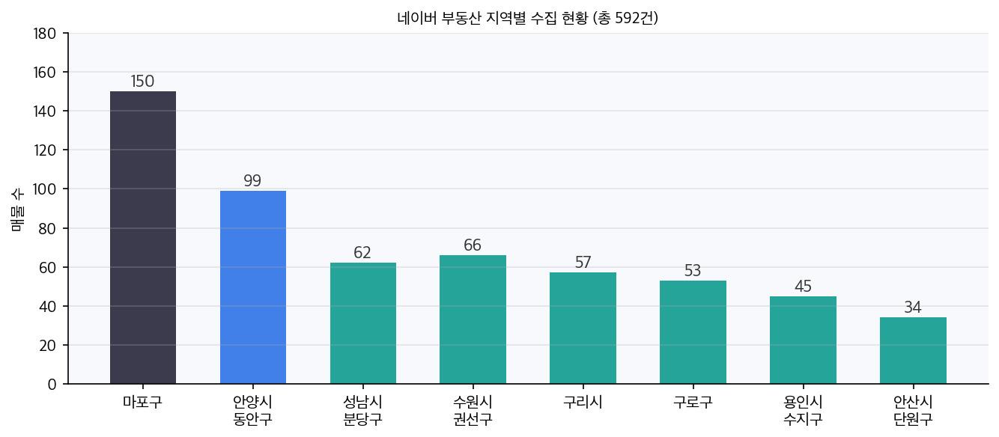 네이버 부동산 지역별 수집 현황 (총 592건)
매물 수
180
160
140
120
100
80
60
40
20
0
150
99
62
66
57
53
45
34
마포구
안양시
동안구
성남시
분당구
수원시
권선구
구리시
구로구
용인시
수지구
안산시
단원구